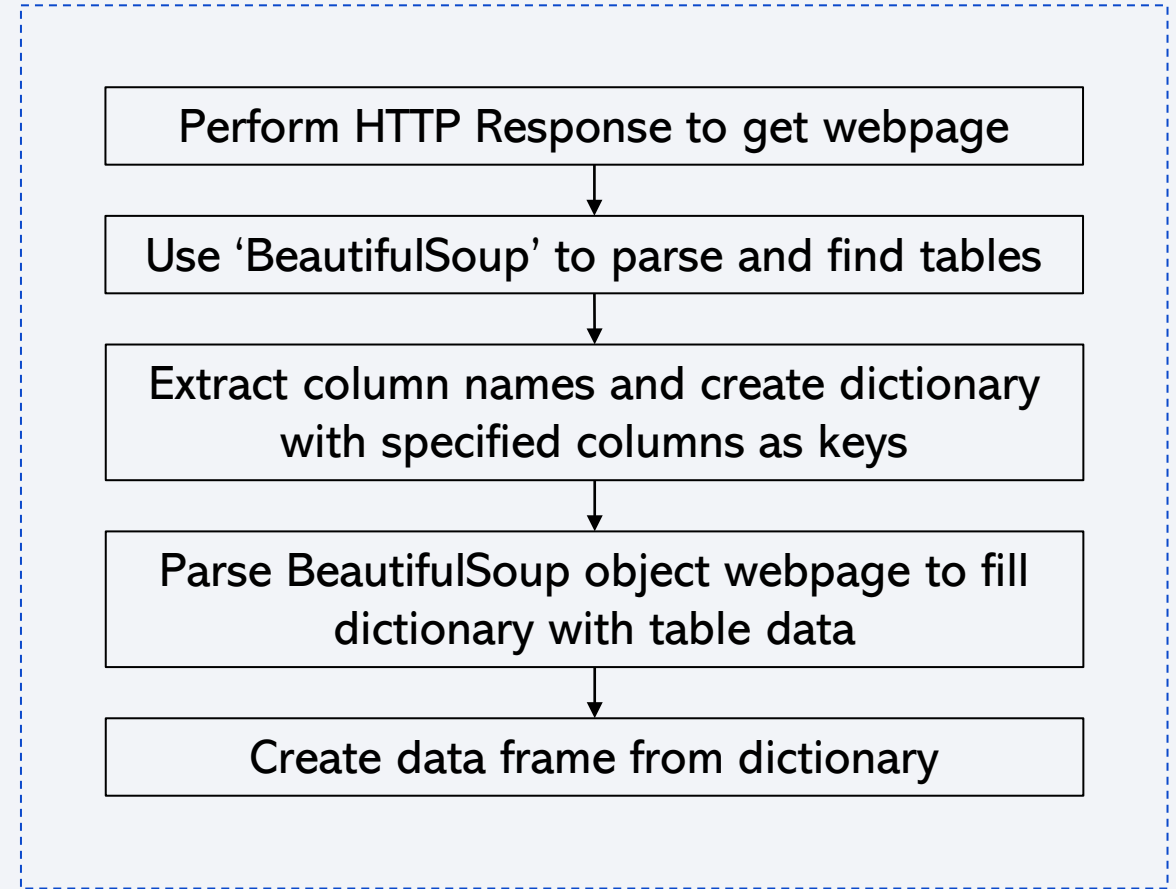 Perform HTTP Response to get webpage
Use ‘BeautifulSoup’ to parse and find tables
Extract column names and create dictionary
with specified columns as keys
Parse BeautifulSoup object webpage to fill
dictionary with table data
Create data frame from dictionary